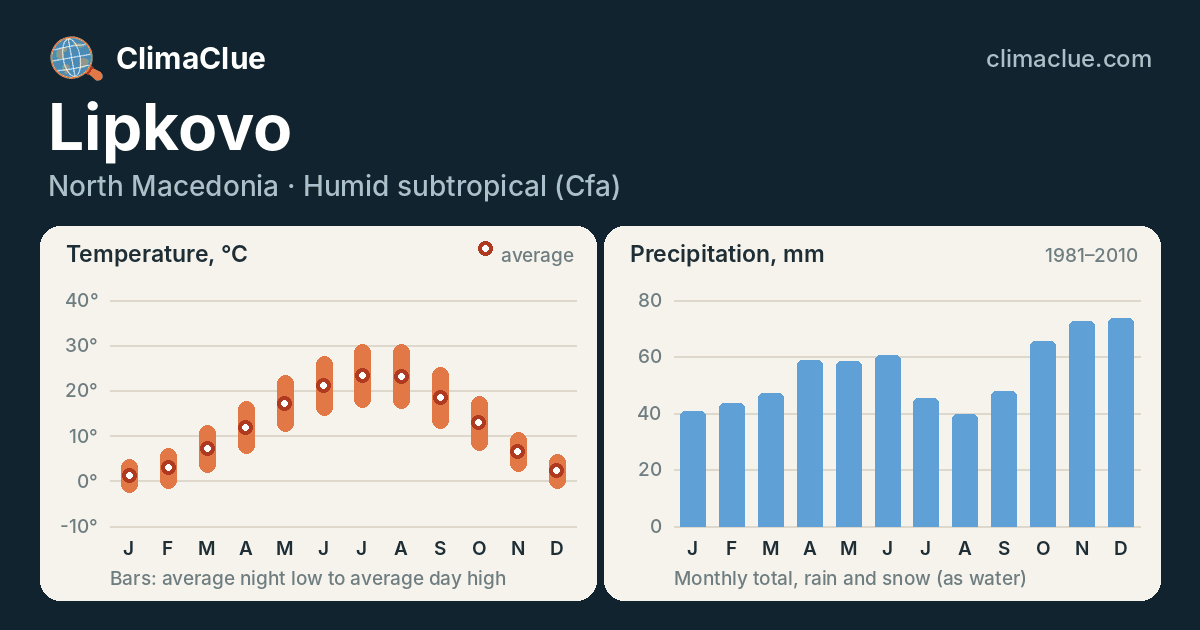 ClimaClue
climaclue.com
Lipkovo
North Macedonia · Humid subtropical (Cfa)
Temperature, °C
average
40°
30°
20°
10°
0°
-10°
J F M A M J J A S O N D
Bars: average night low to average day high
Precipitation, mm
1981–2010
80
60
40
20
0
J F M A M J J A S O N D
Monthly total, rain and snow (as water)